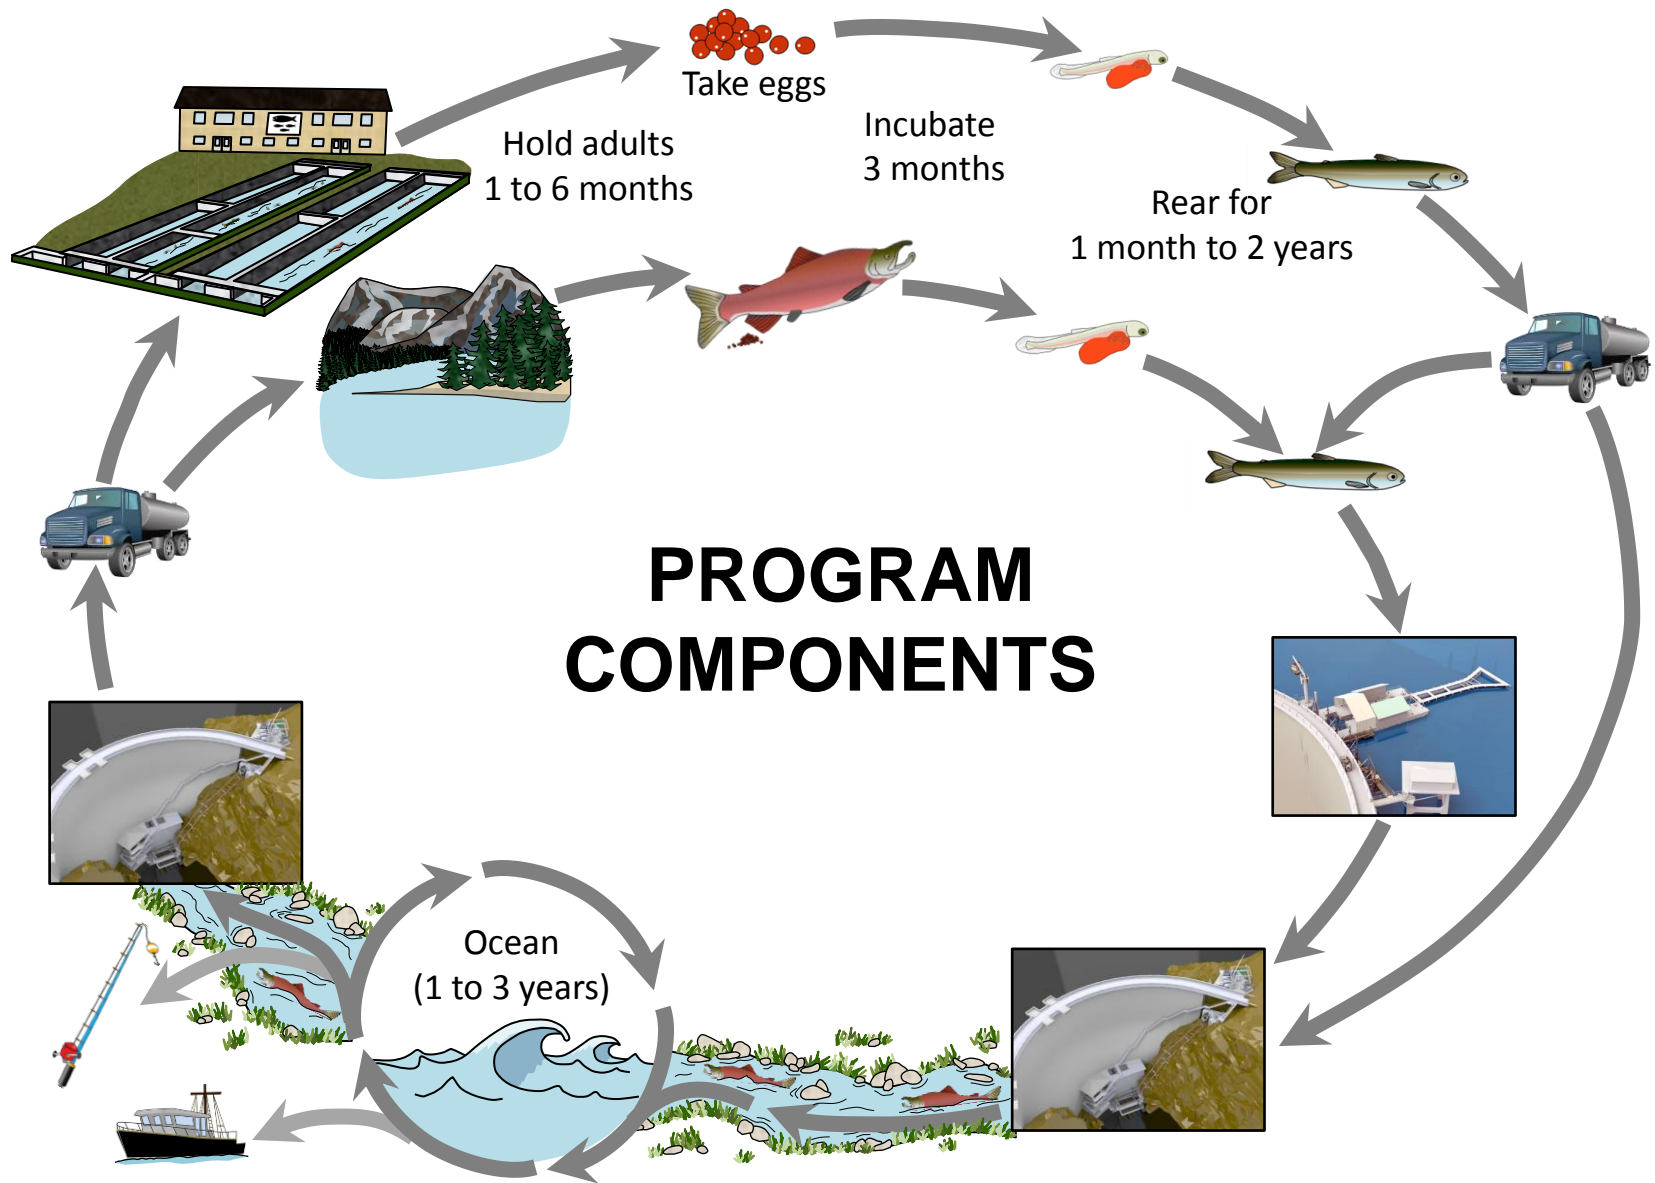 Take eggs
Hold adults
1 to 6 months
Incubate
3 months
Rear for
1 month to 2 years
PROGRAM
COMPONENTS
Ocean
(1 to 3 years)